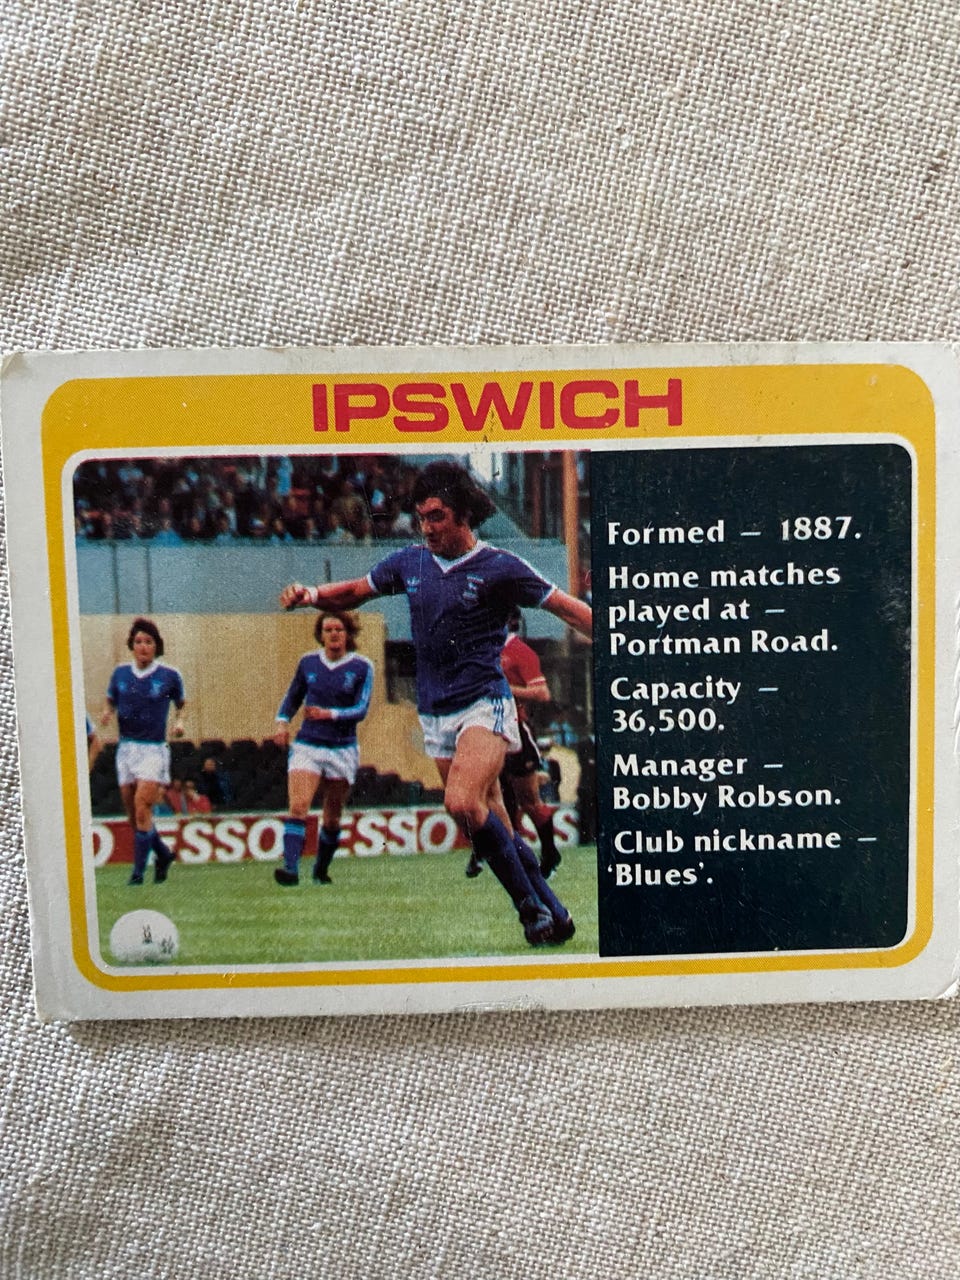 IPSWICH
Formed – 1887.
Home matches
played at –
Portman Road.
Capacity –
36,500.
Manager –
Bobby Robson.
Club nickname –
‘Blues’.
ESSO ESSO SS